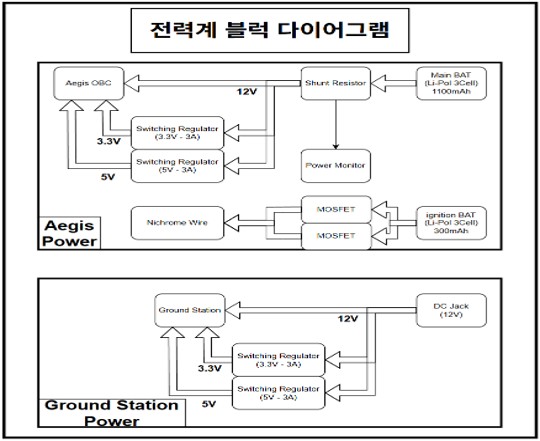 전력계 블럭 다이어그램
Aegis OBC
Shunt Resistor
Main BAT
(Li-Pol 3Cell)
1100mAh
12V
Switching Regulator
(3.3V - 3A)
3.3V
Switching Regulator
(5V - 3A)
5V
Power Monitor
Nichrome Wire
MOSFET
MOSFET
ignition BAT
(Li-Pol 3Cell)
300mAh
Aegis
Power
Ground Station
DC Jack
(12V)
12V
Switching Regulator
(3.3V - 3A)
3.3V
Switching Regulator
(5V - 3A)
5V
Ground Station
Power